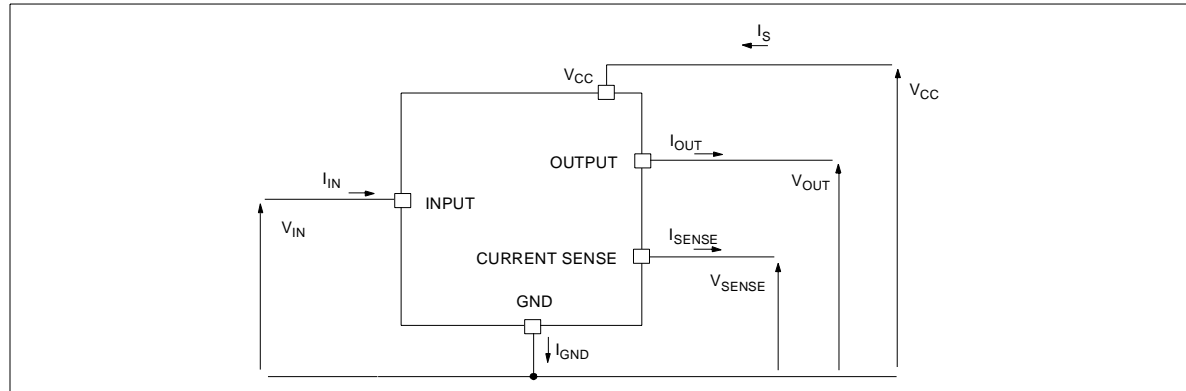 I_S
V_CC
V_CC
I_OUT
OUTPUT
V_OUT
I_IN
INPUT
V_IN
I_SENSE
CURRENT SENSE
V_SENSE
GND
I_GND